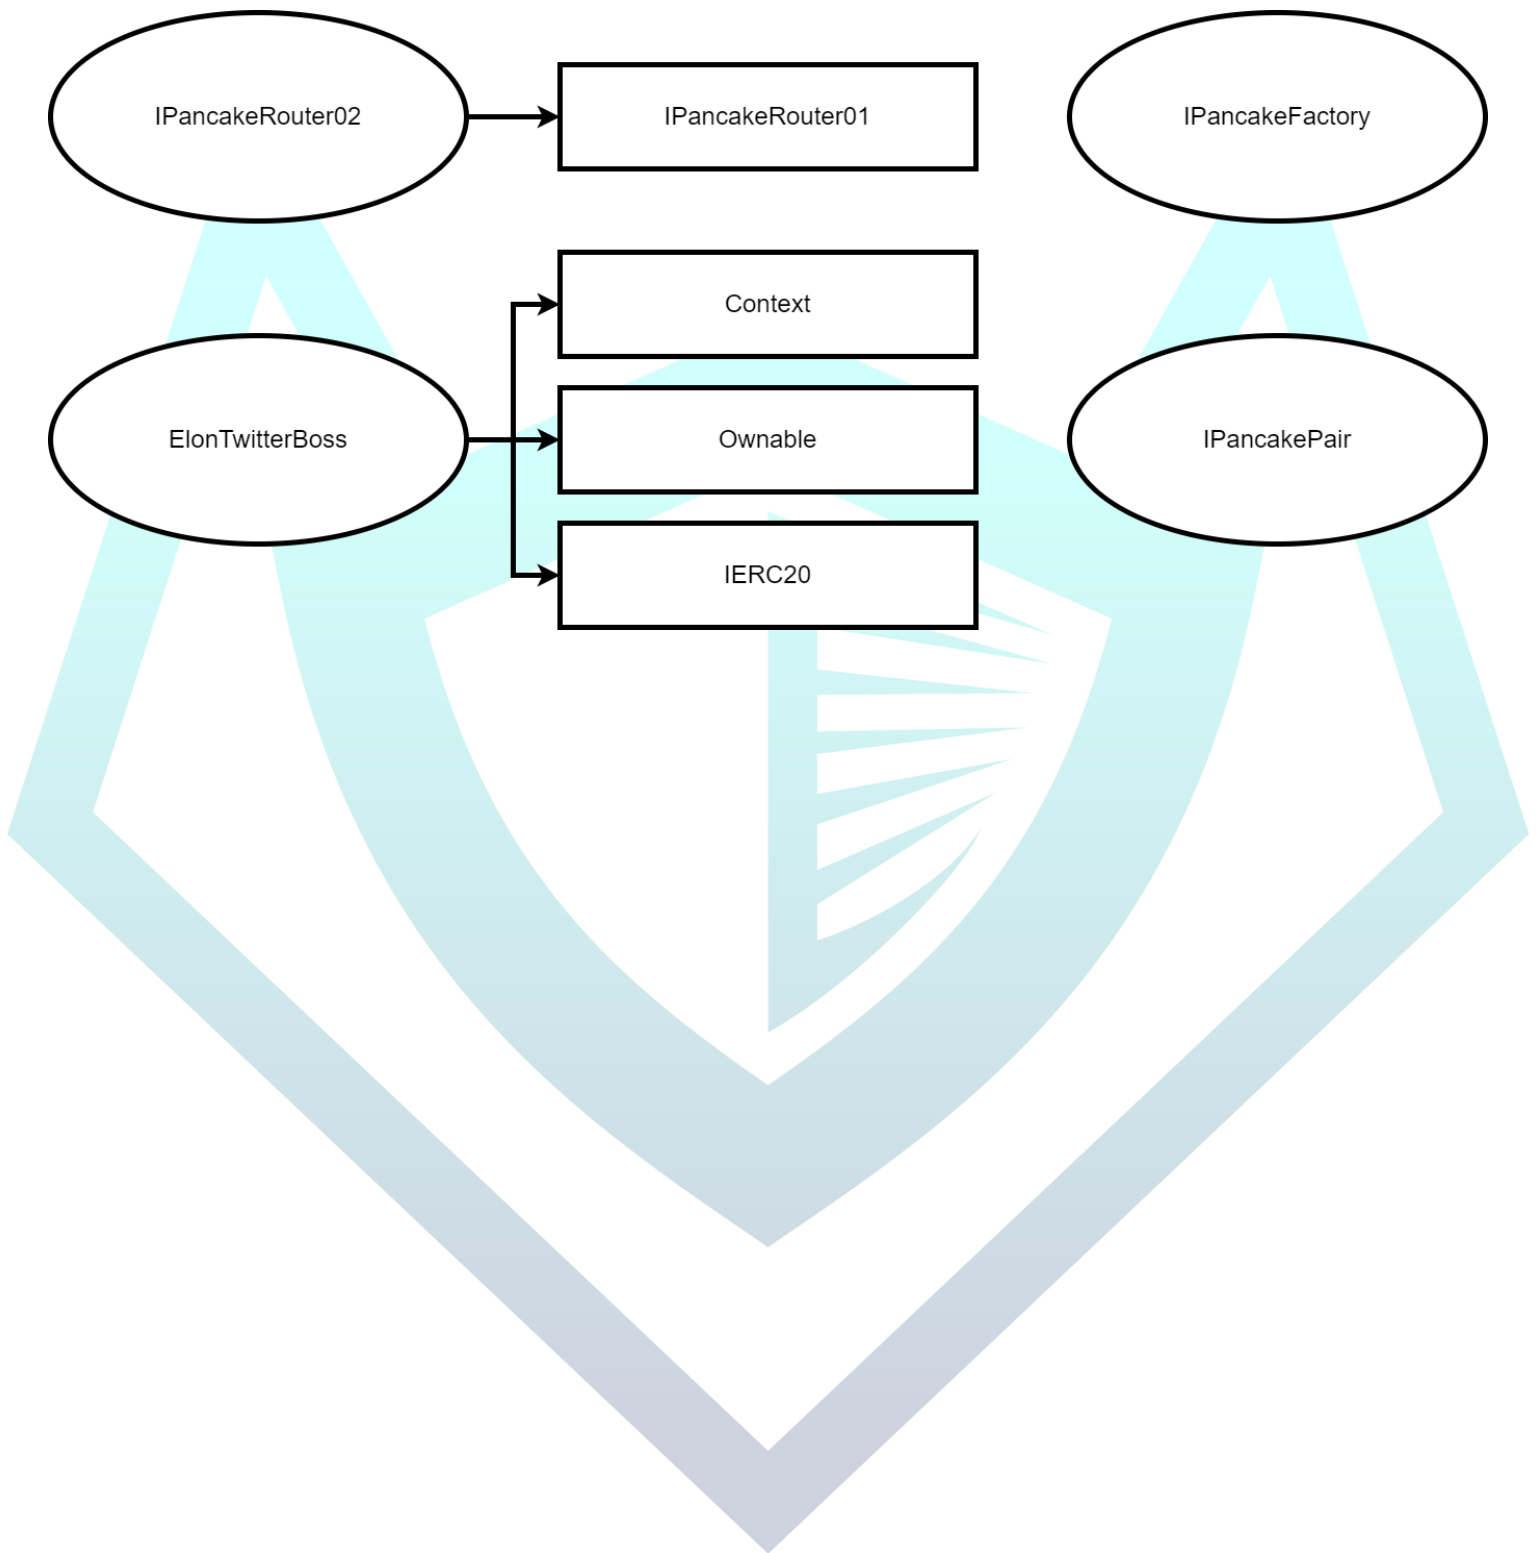 IPancakeRouter02
IPancakeRouter01
IPancakeFactory
Context
ElonTwitterBoss
Ownable
IPancakePair
IERC20